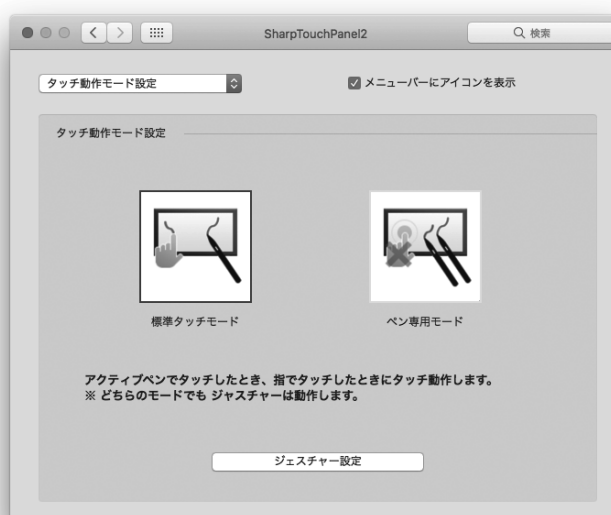 SharpTouchPanel2
検索
タッチ動作モード設定
メニューバーにアイコンを表示
タッチ動作モード設定
標準タッチモード
ペン専用モード
アクティブペンでタッチしたとき、指でタッチしたときにタッチ動作します。
※ どちらのモードでも ジャスチャーは動作します。
ジェスチャー設定